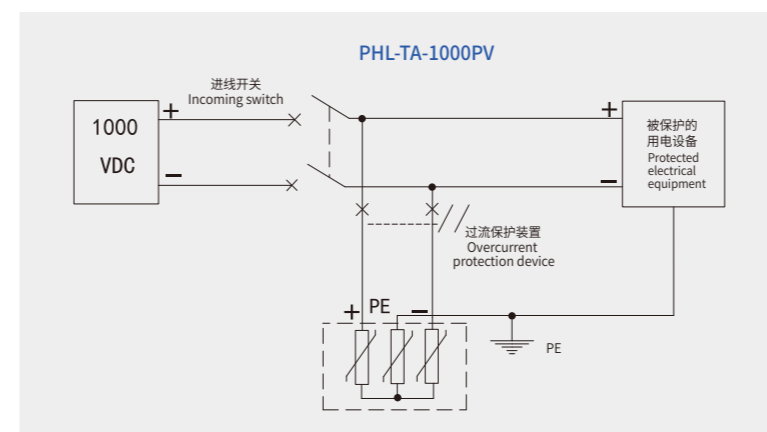 PHL-TA-1000PV
进线开关
Incoming switch
+
+
1000
VDC
−
−
被保护的
用电设备
Protected
electrical
equipment
过流保护装置
Overcurrent
protection device
+ PE −
PE